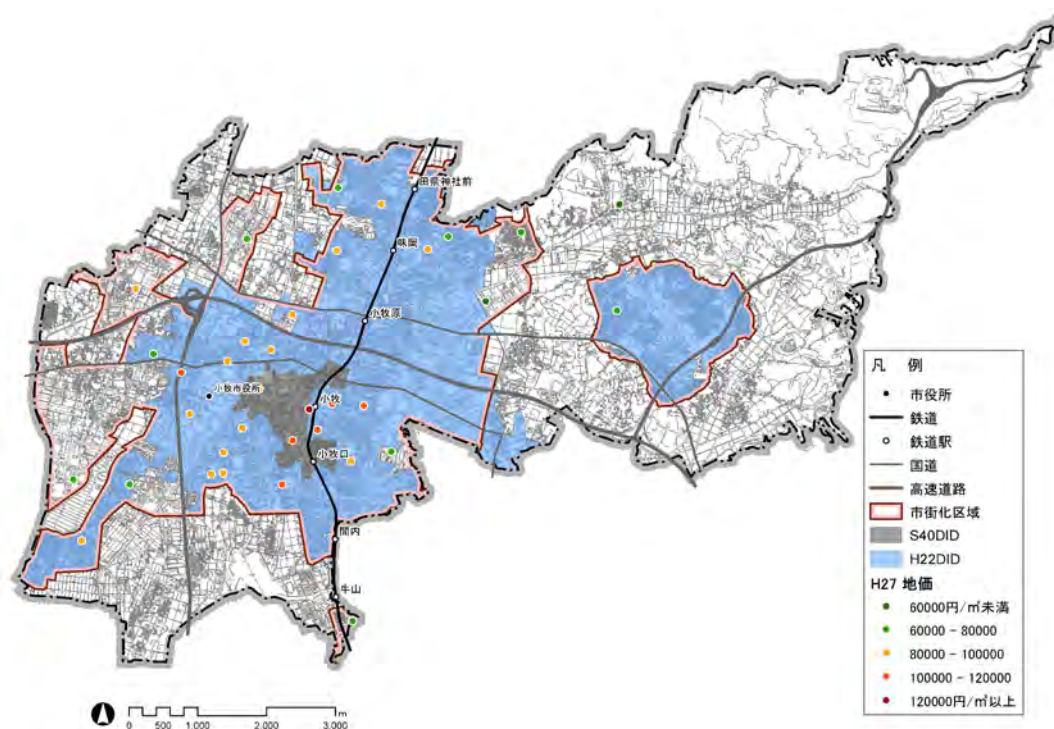 田県神社前
味岡
小牧原
小牧市役所
小牧
小牧口
間内
牛山
凡 例
市役所
鉄道
鉄道駅
国道
高速道路
市街化区域
S40DID
H22DID
H27 地価
60000円/㎡未満
60000 - 80000
80000 - 100000
100000 - 120000
120000円/㎡以上
0 500 1,000 2,000 3,000 m